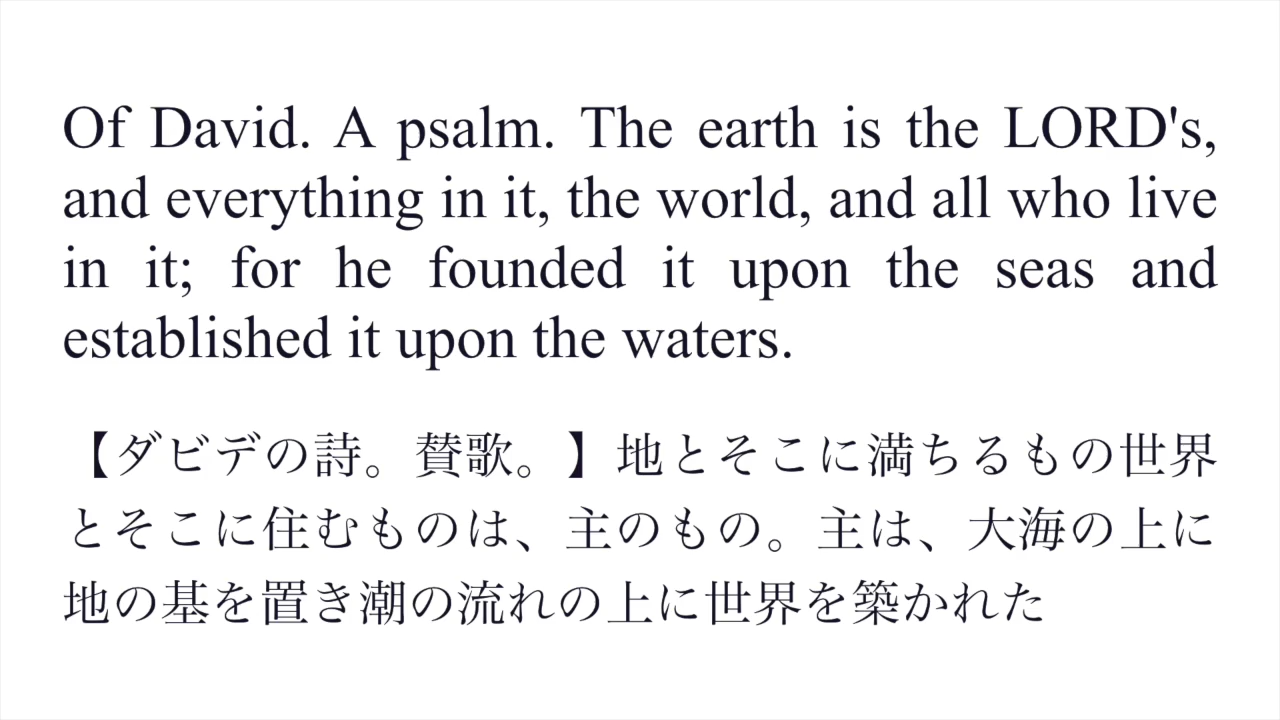 Of David. A psalm. The earth is the LORD's,
and everything in it, the world, and all who live
in it; for he founded it upon the seas and
established it upon the waters.
【ダビデの詩。賛歌。】地とそこに満ちるもの世界
とそこに住むものは、主のもの。主は、大海の上に
地の基を置き潮の流れの上に世界を築かれた